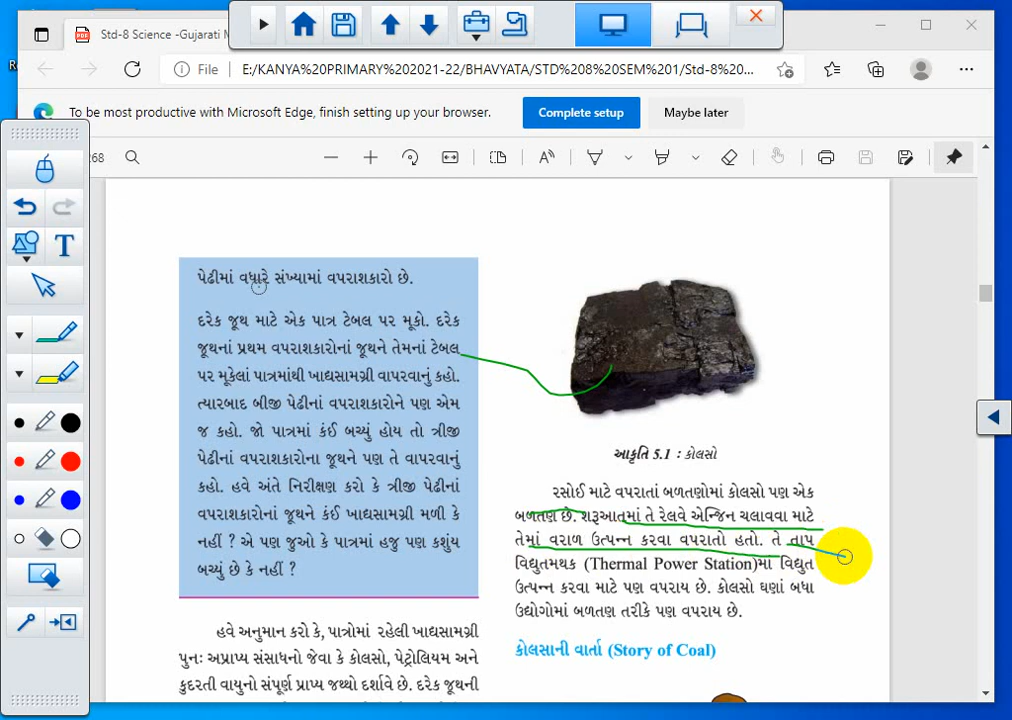 Std-8 Science -Gujarati M
File
E:/KANYA%20PRIMARY%202021-22/BHAVYATA/STD%208%20SEM%201/Std-8%20...
To be most productive with Microsoft Edge, finish setting up your browser.
Complete setup
Maybe later
68
T
પેઢીમાં વધારે સંખ્યામાં વપરાશકારો છે.
દરેક જૂથ માટે એક પાત્ર ટેબલ પર મૂકો. દરેક
જૂથનાં પ્રથમ વપરાશકારોનાં જૂથને તેમનાં ટેબલ
પર મૂકેલાં પાત્રમાંથી ખાદ્યસામગ્રી વાપરવાનું કહો.
ત્યારબાદ બીજી પેઢીનાં વપરાશકારોને પણ એમ
જ કહો. જો પાત્રમાં કંઈ બચ્યું હોય તો ત્રીજી
પેઢીનાં વપરાશકારોના જૂથને પણ તે વાપરવાનું
કહો. હવે અંતે નિરીક્ષણ કરો કે ત્રીજી પેઢીનાં
વપરાશકારોનાં જૂથને કંઈ ખાદ્યસામગ્રી મળી કે
નહીં ? એ પણ જુઓ કે પાત્રમાં હજુ પણ કશુંય
બચ્યું છે કે નહીં ?
હવે અનુમાન કરો કે, પાત્રોમાં રહેલી ખાદ્યસામગ્રી
પુનઃ અપ્રાપ્ય સંસાધનો જેવા કે કોલસો, પેટ્રોલિયમ અને
કુદરતી વાયુનો સંપૂર્ણ પ્રાપ્ય જથ્થો દર્શાવે છે. દરેક જૂથની
આકૃતિ 5.1 : કોલસો
રસોઈ માટે વપરાતાં બળતણોમાં કોલસો પણ એક
બળતણ છે. શરૂઆતમાં તે રેલવે એન્જિન ચલાવવા માટે
તેમાં વરાળ ઉત્પન્ન કરવા વપરાતો હતો. તે તાપ
વિદ્યુતમથક (Thermal Power Station)માં વિદ્યુત
ઉત્પન્ન કરવા માટે પણ વપરાય છે. કોલસો ઘણાં બધા
ઉદ્યોગોમાં બળતણ તરીકે પણ વપરાય છે.
કોલસાની વાર્તા (Story of Coal)